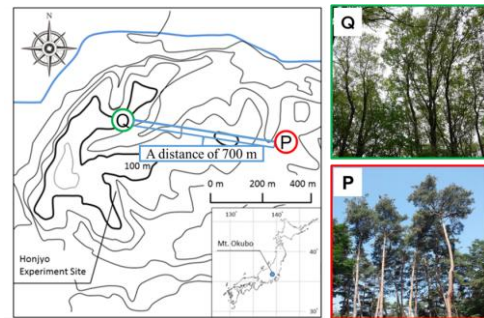 Q
Q
P
A distance of 700 m
100 m
0 m
200 m
400 m
130°
140°
Mt. Okubo
40°
30°
Honjyo
Experiment Site
P
N